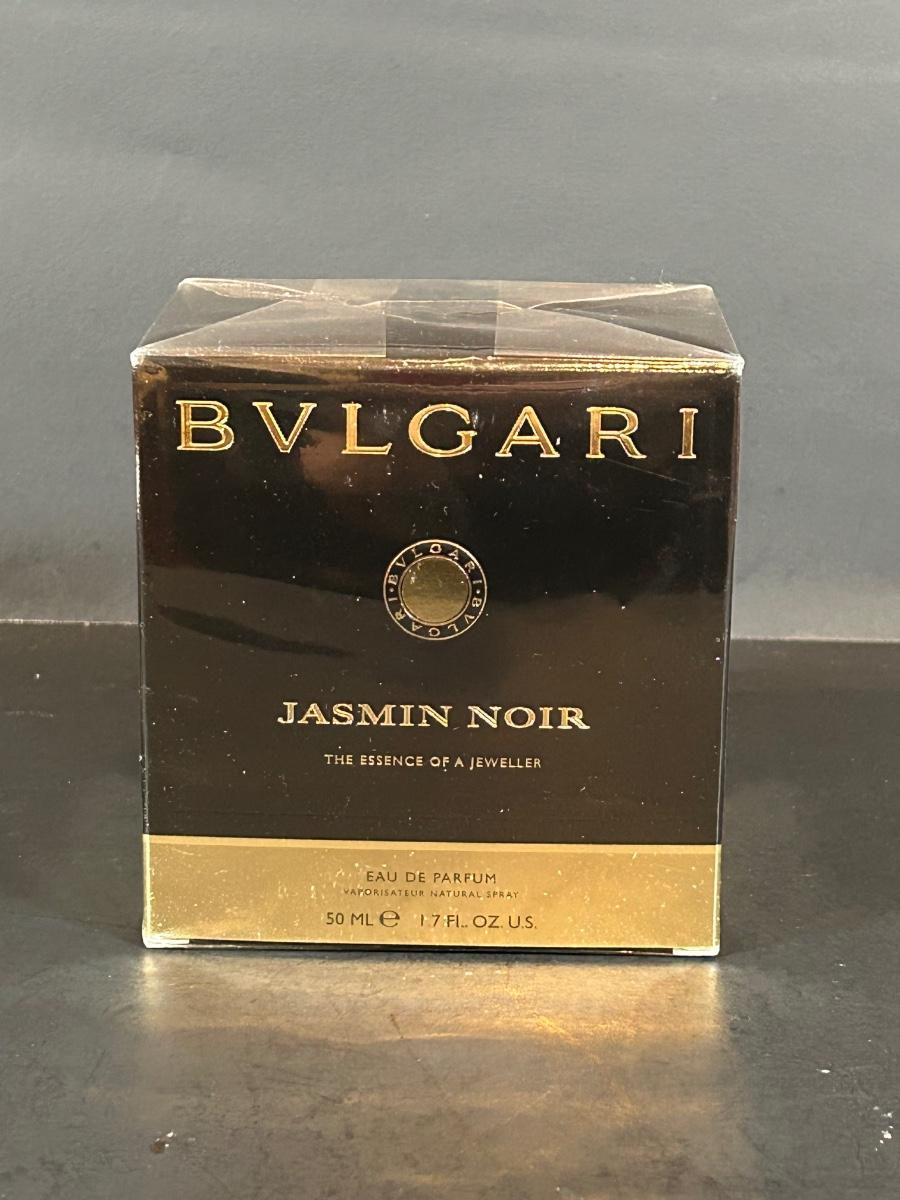 BVLGARI
BVLGARI · BVLGARI ·
JASMIN NOIR
THE ESSENCE OF A JEWELLER
EAU DE PARFUM
VAPORISATEUR NATURAL SPRAY
50 ML ℮ 1.7 FL. OZ. U.S.